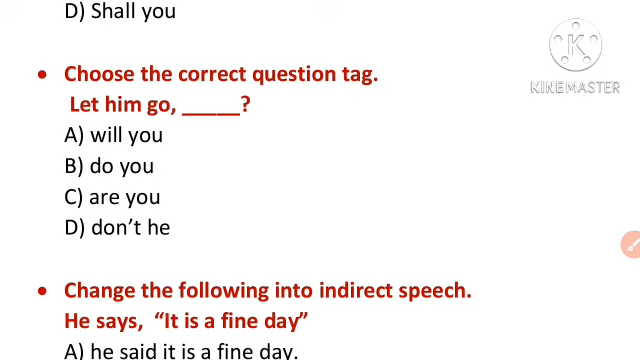 D) Shall you
• Choose the correct question tag.
Let him go, _____?
A) will you
B) do you
C) are you
D) don’t he
• Change the following into indirect speech.
He says, “It is a fine day”
A) he said it is a fine day.
K
KINEMASTER